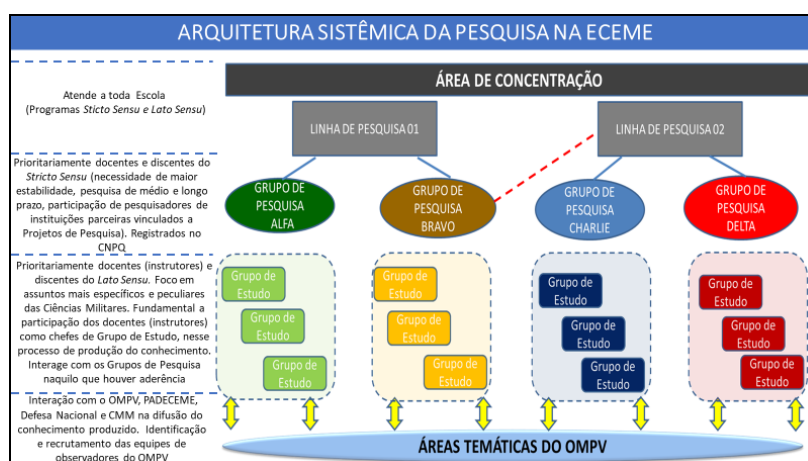 ARQUITETURA SISTÊMICA DA PESQUISA NA ECEME
Atende a toda Escola
(Programas Sticto Sensu e Lato Sensu)
ÁREA DE CONCENTRAÇÃO
LINHA DE PESQUISA 01
LINHA DE PESQUISA 02
Prioritariamente docentes e discentes do
Stricto Sensu (necessidade de maior
estabilidade, pesquisa de médio e longo
prazo, participação de pesquisadores de
instituições parceiras vinculados a
Projetos de Pesquisa). Registrados no
CNPQ
GRUPO DE
PESQUISA
ALFA
GRUPO DE
PESQUISA
BRAVO
GRUPO DE
PESQUISA
CHARLIE
GRUPO DE
PESQUISA
DELTA
Prioritariamente docentes (instrutores) e
discentes do Lato Sensu. Foco em
assuntos mais específicos e peculiares
das Ciências Militares. Fundamental a
participação dos docentes (instrutores)
como chefes de Grupo de Estudo, nesse
processo de produção do conhecimento.
Interage com os Grupos de Pesquisa
naquilo que houver aderência
Grupo de
Estudo
Grupo de
Estudo
Grupo de
Estudo
Grupo de
Estudo
Grupo de
Estudo
Grupo de
Estudo
Grupo de
Estudo
Grupo de
Estudo
Grupo de
Estudo
Grupo de
Estudo
Grupo de
Estudo
Grupo de
Estudo
Interação com o OMPV, PADECEME,
Defesa Nacional e CMM na difusão do
conhecimento produzido. Identificação
e recrutamento das equipes de
observadores do OMPV
ÁREAS TEMÁTICAS DO OMPV